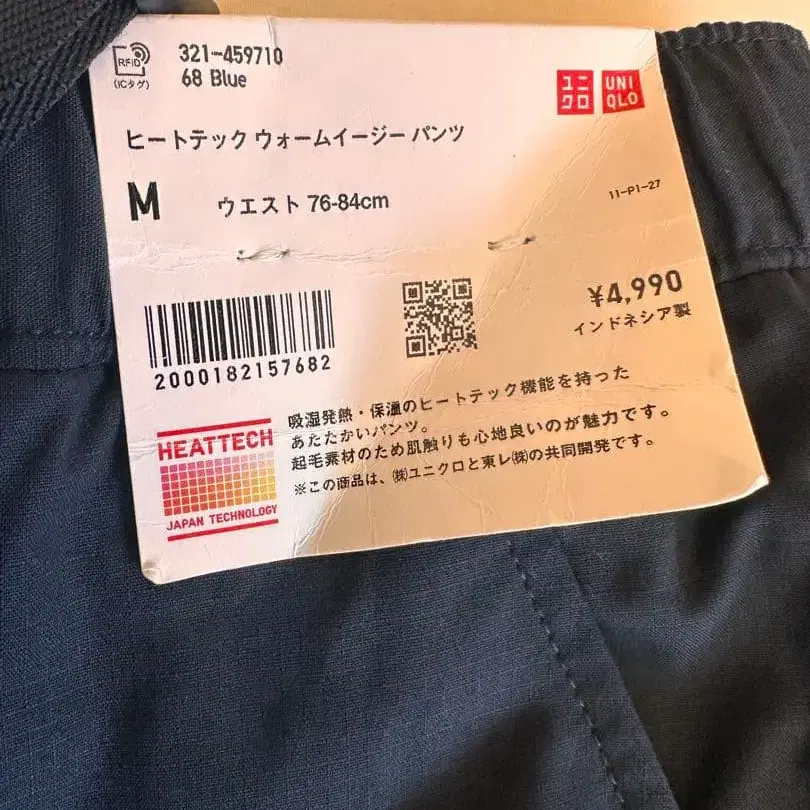 RFID
(ICタグ)
321-459710
68 Blue
ユニ
クロ
UNI
QLO
ヒートテック ウォームイージー パンツ
M ウエスト 76-84cm
11-P1-27
2000182157682
¥4,990
インドネシア製
HEATTECH
JAPAN TECHNOLOGY
吸湿発熱・保温のヒートテック機能を持った
あたたかいパンツ。
起毛素材のため肌触りも心地良いのが魅力です。
※この商品は、㈱ユニクロと東レ㈱の共同開発です。